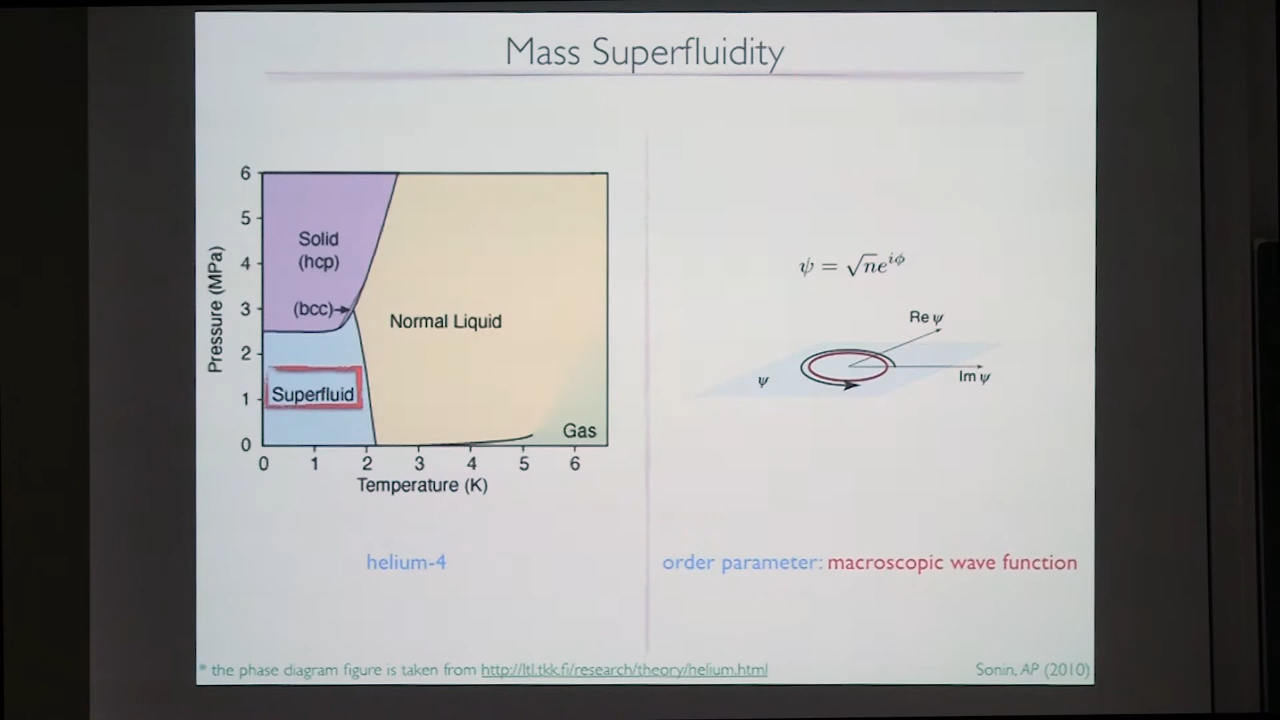 Mass Superfluidity
6
5
4
3
2
1
0
Pressure (MPa)
Solid
(hcp)
(bcc)
Normal Liquid
Superfluid
Gas
0 1 2 3 4 5 6
Temperature (K)
helium-4
ψ = √n e^{iϕ}
Re ψ
Im ψ
ψ
order parameter: macroscopic wave function
* the phase diagram figure is taken from http://ltl.tkk.fi/research/theory/helium.html
Sonin, AP (2010)